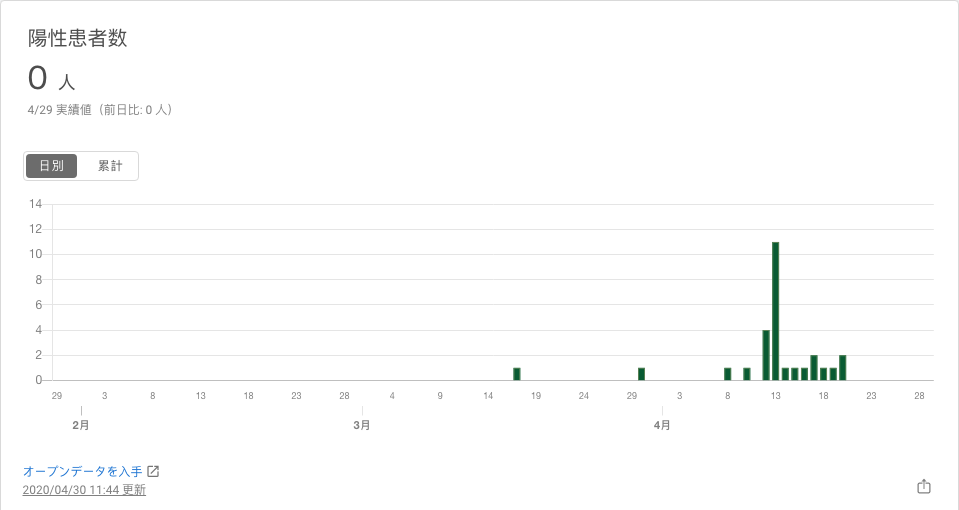 陽性患者数
0 人
4/29 実績値（前日比: 0 人）
日別 累計
14
12
10
8
6
4
2
0
29 3 8 13 18 23 28 4 9 14 19 24 29 3 8 13 18 23 28
2月 3月 4月
オープンデータを入手
2020/04/30 11:44 更新